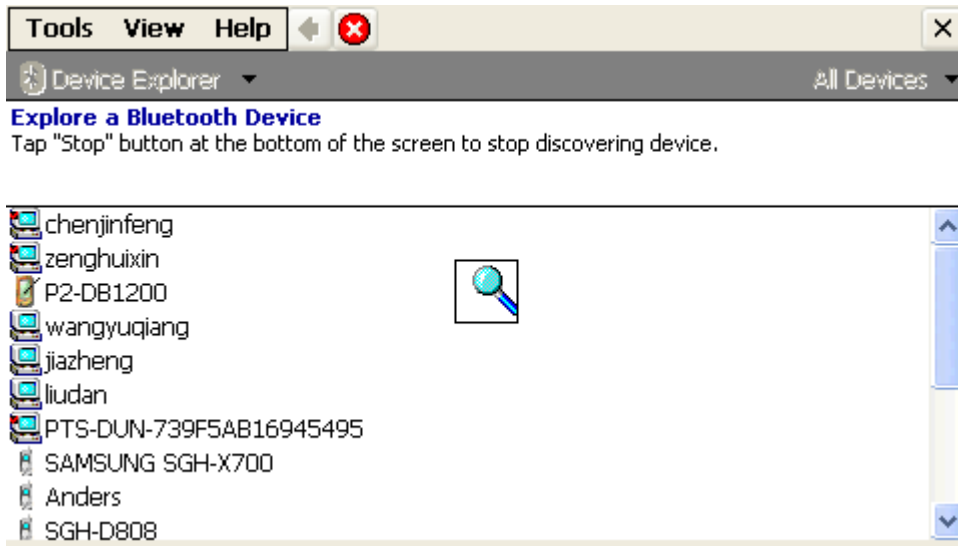 Tools View Help
Device Explorer All Devices
Explore a Bluetooth Device
Tap "Stop" button at the bottom of the screen to stop discovering device.
chenjinfeng
zenghuixin
P2-DB1200
wangyuqiang
jiazheng
liudan
PTS-DUN-739F5AB16945495
SAMSUNG SGH-X700
Anders
SGH-D808